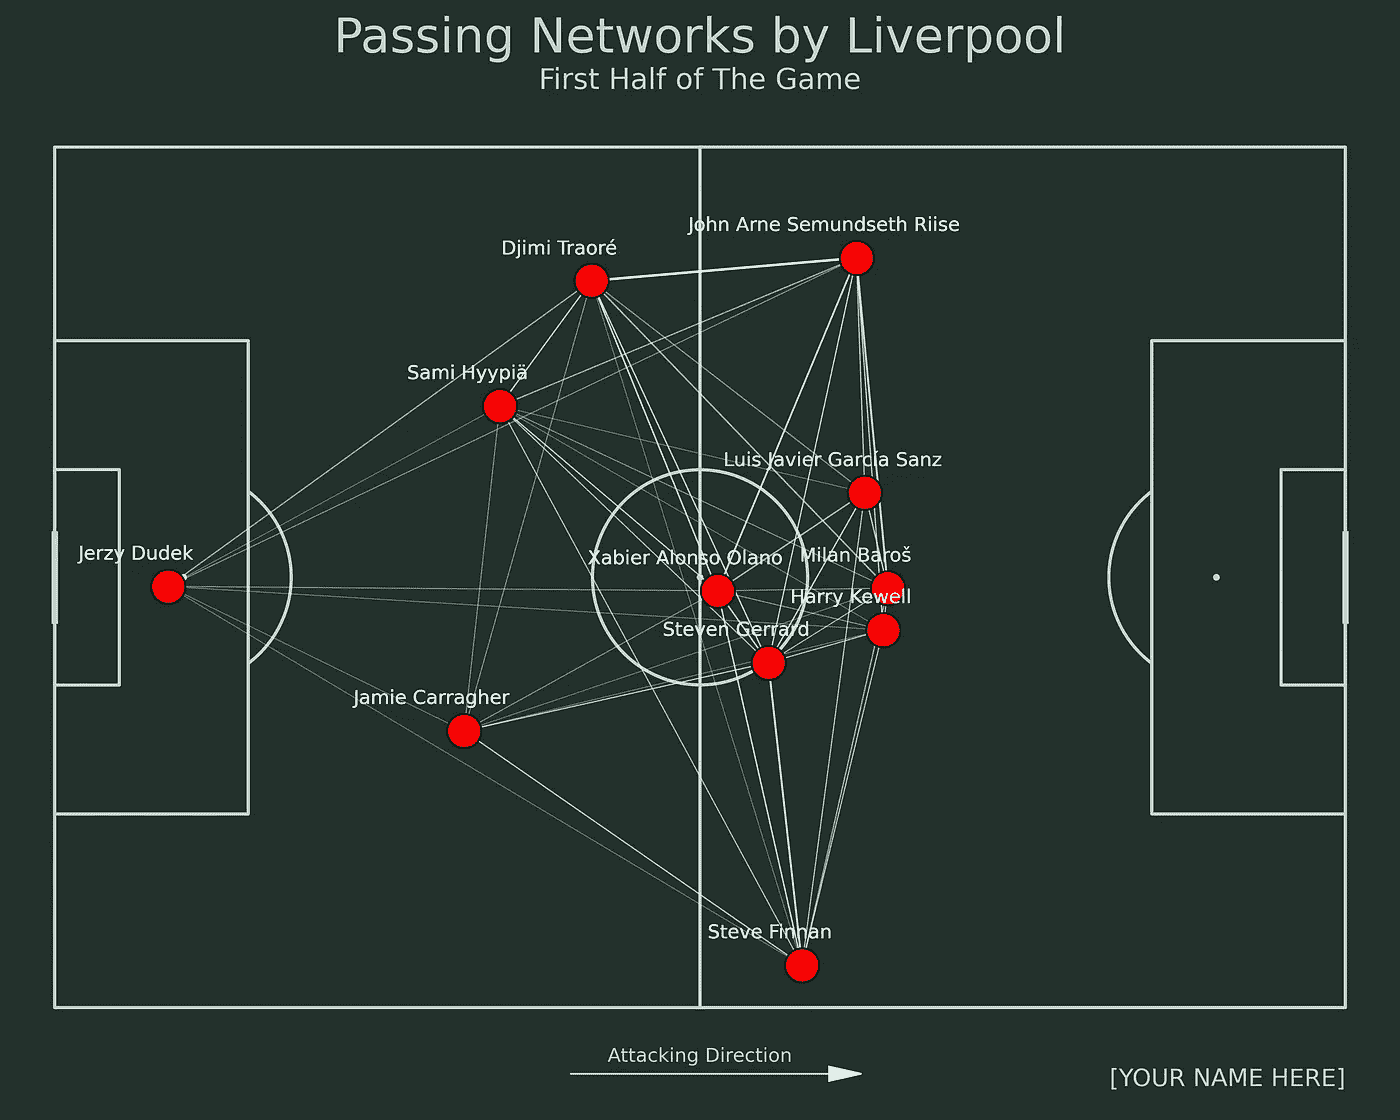 Passing Networks by Liverpool
First Half of The Game
John Arne Semundseth Riise
Djimi Traoré
Sami Hyypiä
Luis Javier García Sanz
Jerzy Dudek
Xabier Alonso Olano
Milan Baroš
Harry Kewell
Steven Gerrard
Jamie Carragher
Steve Finnan
Attacking Direction
[YOUR NAME HERE]